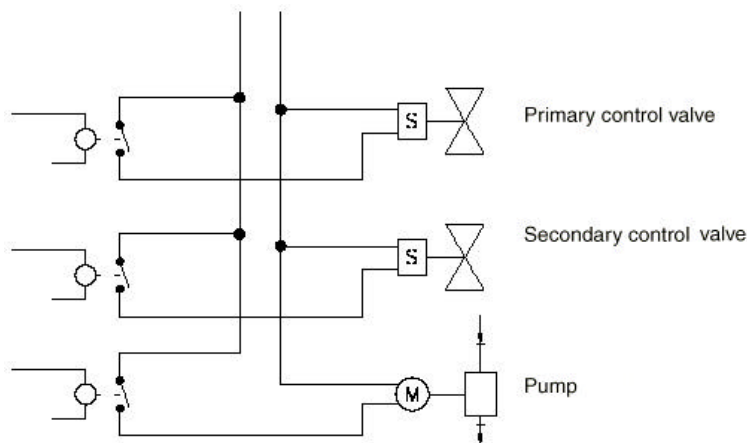 S
Primary control valve
S
Secondary control valve
M
Pump